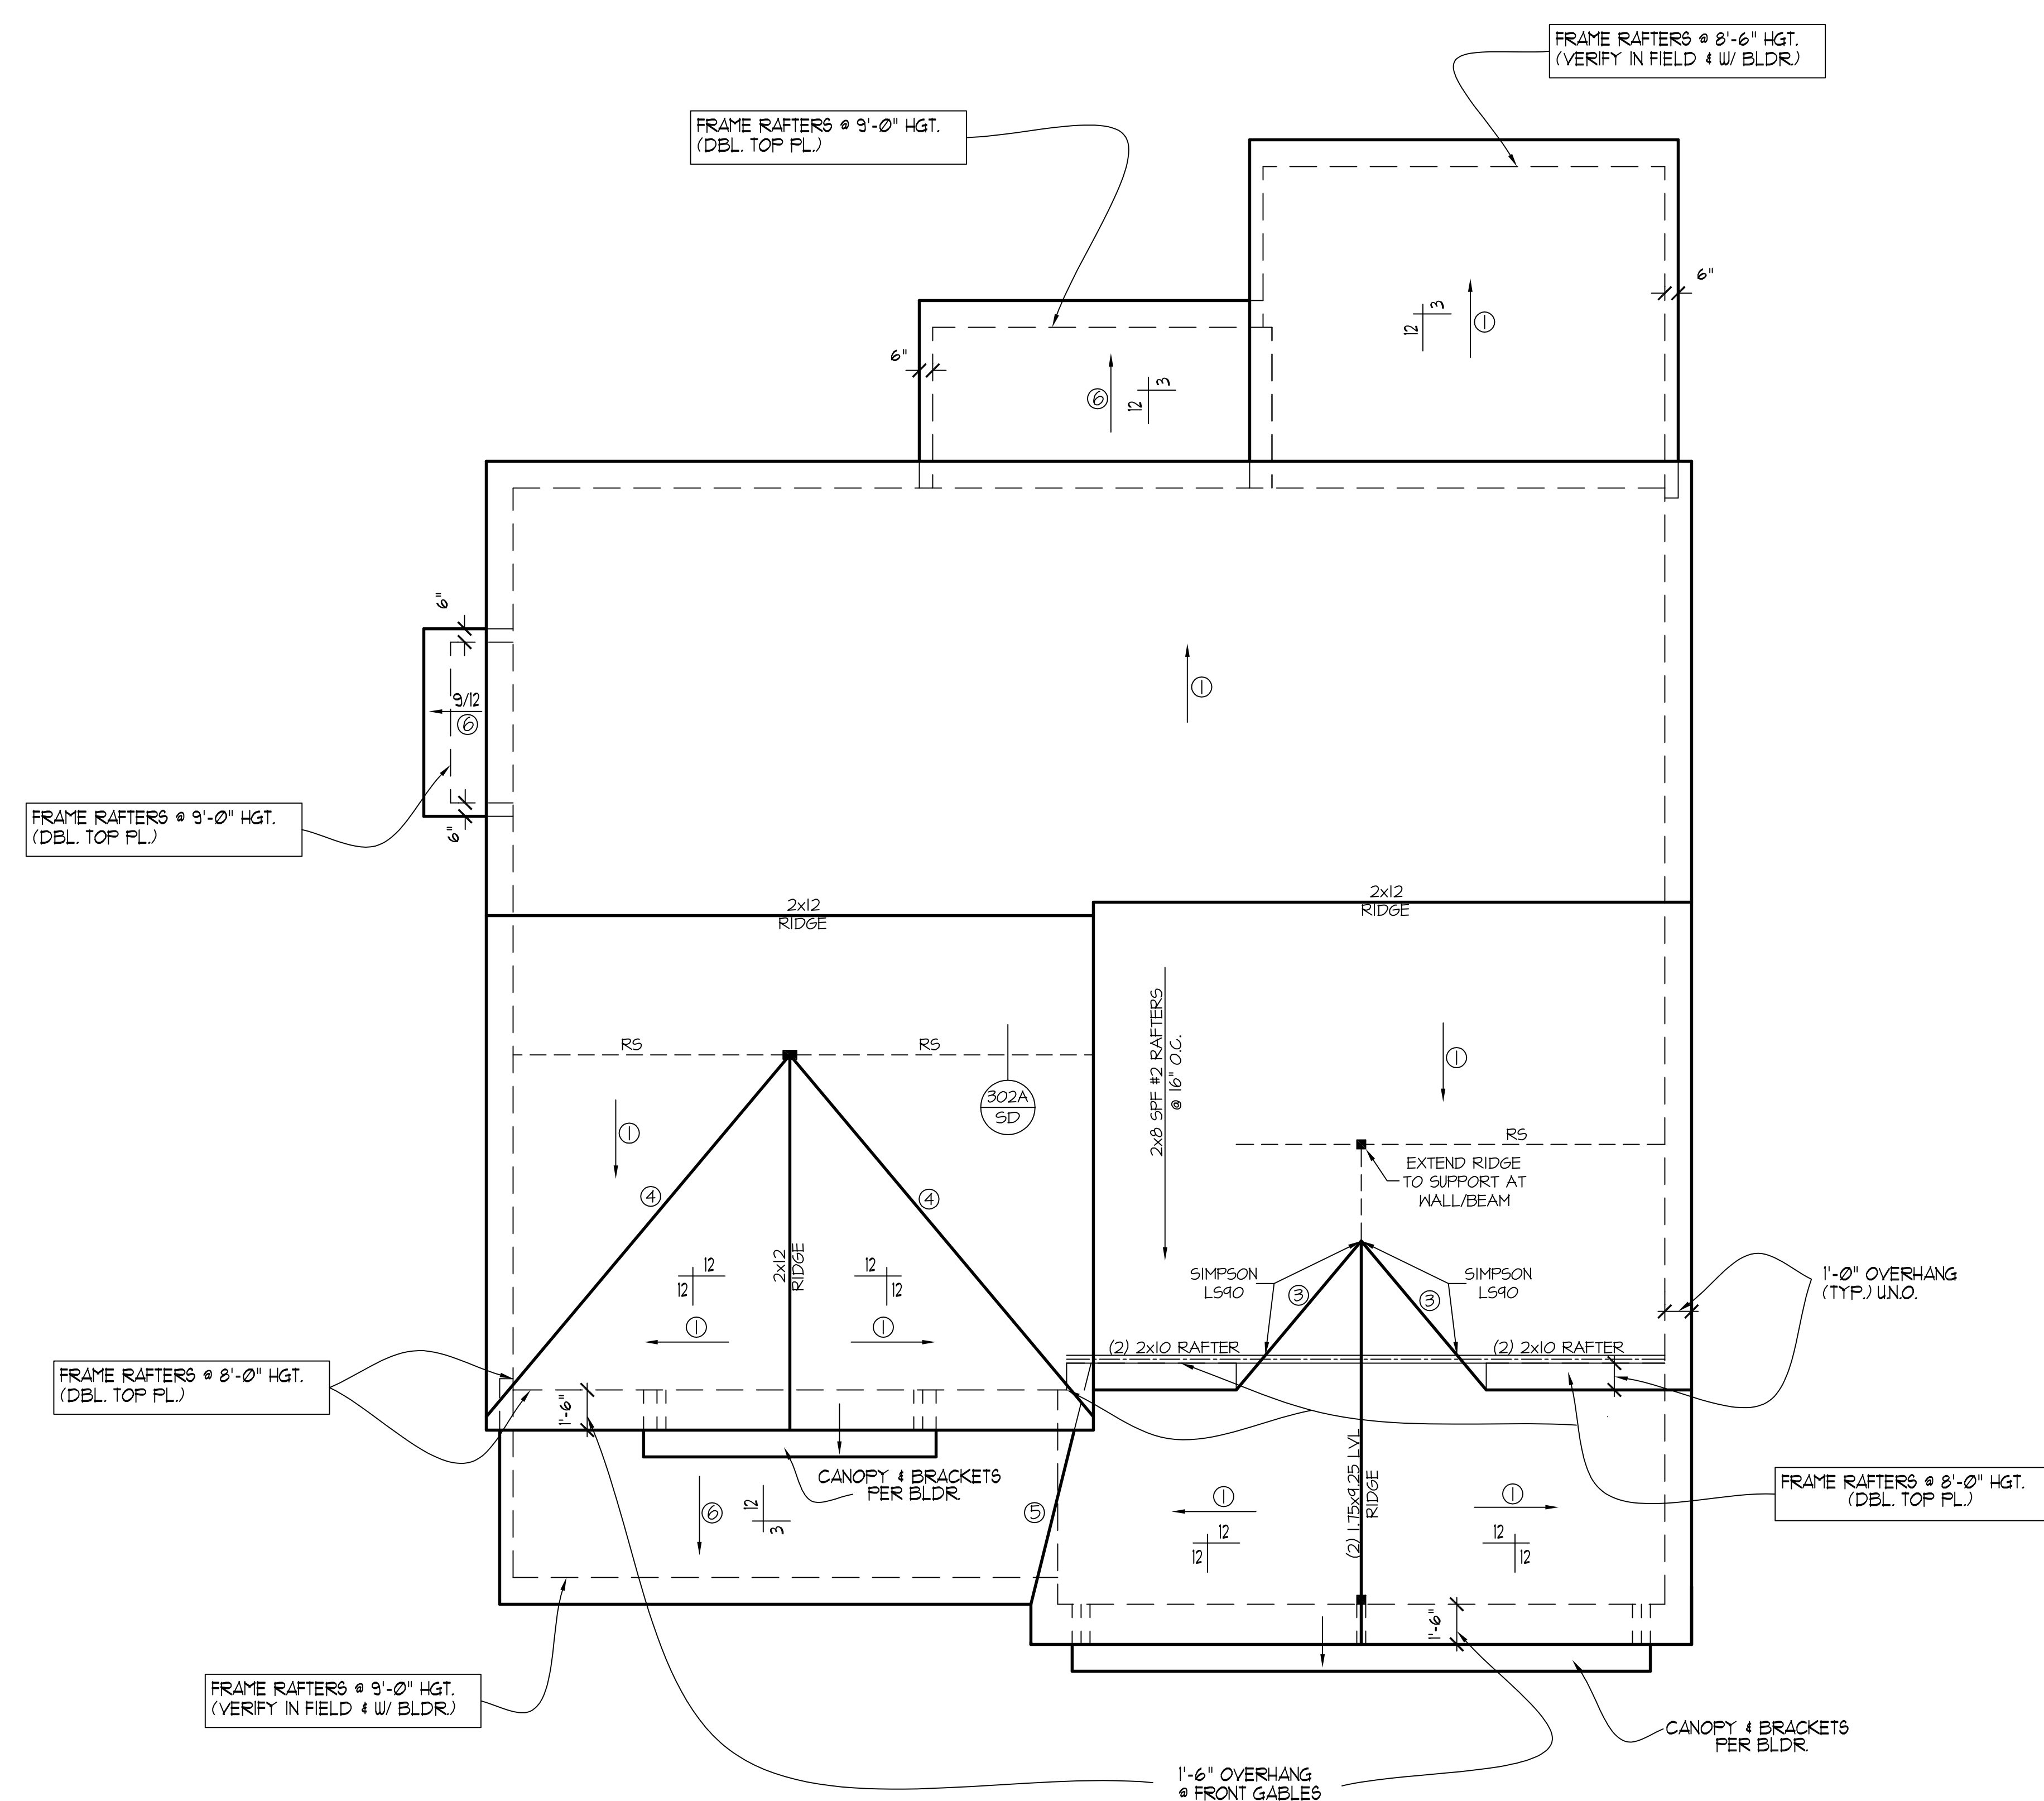 FRAME RAFTERS @ 8'-6" HGT.
(VERIFY IN FIELD & W/ BLDR.)
FRAME RAFTERS @ 9'-0" HGT.
(DBL. TOP PL.)
6"
12
3
1
6"
6
12
3
6"
9/12
6
6"
1
FRAME RAFTERS @ 9'-0" HGT.
(DBL. TOP PL.)
2x12
RIDGE
2x12
RIDGE
RS
RS
302A
SD
1
4
4
2x8 SPF #2 RAFTERS
@ 16" O.C.
1
RS
EXTEND RIDGE
TO SUPPORT AT
WALL/BEAM
2x12
RIDGE
12
12
12
12
1
1
SIMPSON
LS90
SIMPSON
LS90
3
3
1'-0" OVERHANG
(TYP.) U.N.O.
(2) 2x10 RAFTER
(2) 2x10 RAFTER
FRAME RAFTERS @ 8'-0" HGT.
(DBL. TOP PL.)
1'-6"
CANOPY & BRACKETS
PER BLDR.
6
12
3
5
(2) 1.75x9.25 LVL
RIDGE
1
12
12
1
12
12
FRAME RAFTERS @ 8'-0" HGT.
(DBL. TOP PL.)
1'-6"
FRAME RAFTERS @ 9'-0" HGT.
(VERIFY IN FIELD & W/ BLDR.)
CANOPY & BRACKETS
PER BLDR.
1'-6" OVERHANG
@ FRONT GABLES